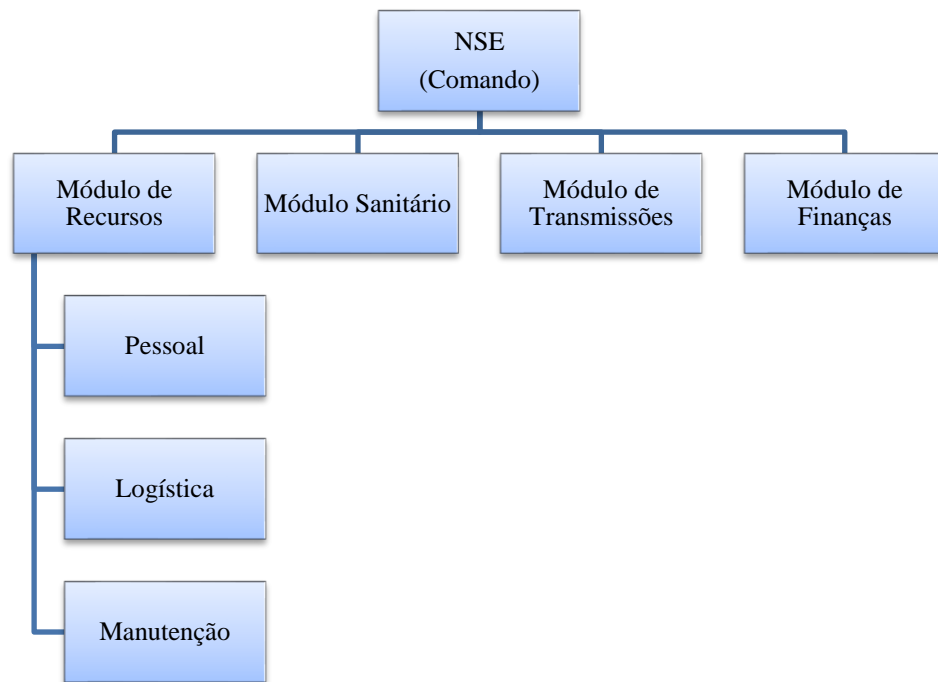 NSE
(Comando)
Módulo de
Recursos
Módulo Sanitário
Módulo de
Transmissões
Módulo de
Finanças
Pessoal
Logística
Manutenção